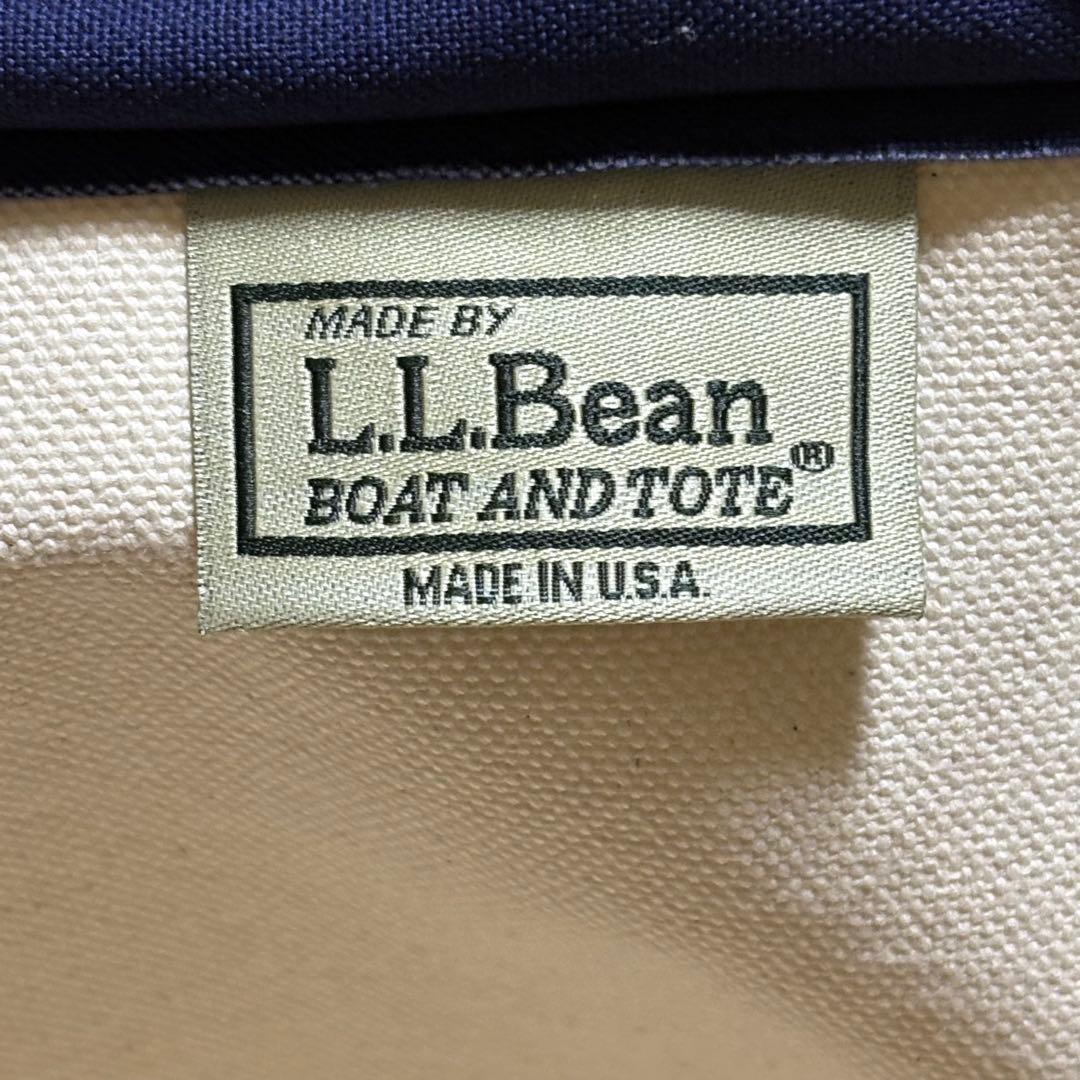 MADE BY
L.L.Bean
BOAT AND TOTE®
MADE IN U.S.A.